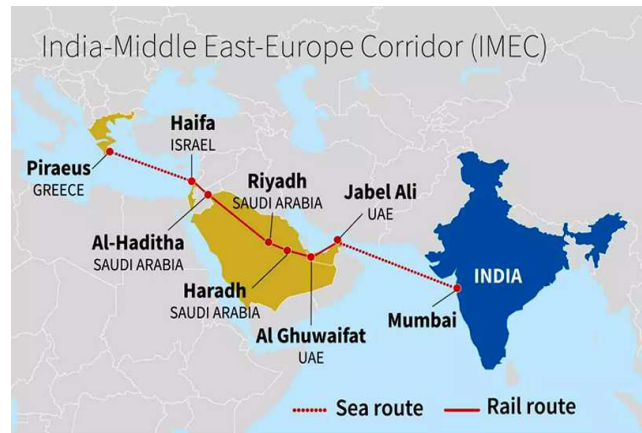 India-Middle East-Europe Corridor (IMEC)
Haifa
ISRAEL
Piraeus
GREECE
Riyadh
SAUDI ARABIA
Jabel Ali
UAE
Al-Haditha
SAUDI ARABIA
Haradh
SAUDI ARABIA
Al Ghuwaifat
UAE
INDIA
Mumbai
Sea route
Rail route